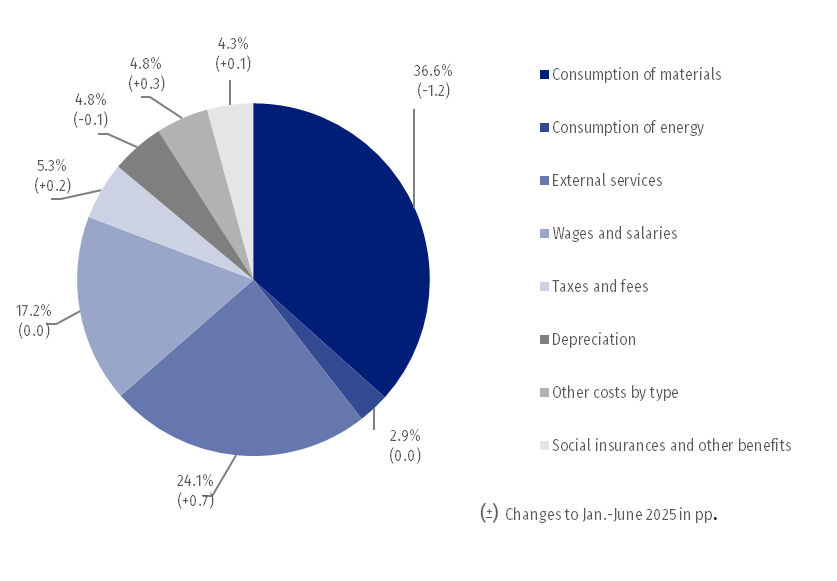 4.3%
(+0.1)
4.8%
(+0.3)
36.6%
(-1.2)
4.8%
(-0.1)
5.3%
(+0.2)
17.2%
(0.0)
2.9%
(0.0)
24.1%
(+0.7)
Consumption of materials
Consumption of energy
External services
Wages and salaries
Taxes and fees
Depreciation
Other costs by type
Social insurances and other benefits
(±) Changes to Jan.-June 2025 in pp.